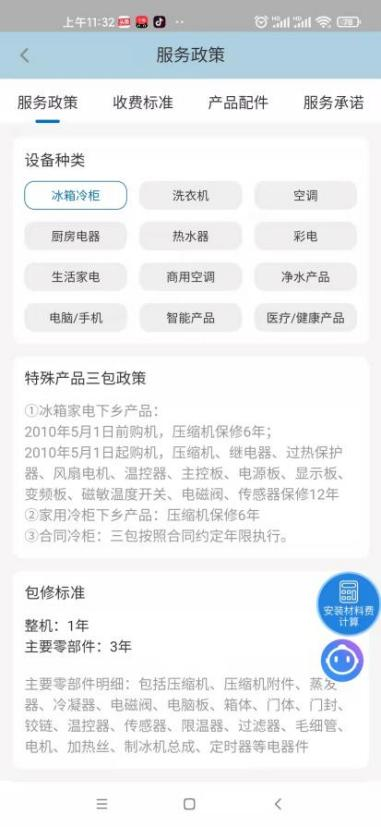 上午11:32
78
服务政策
服务政策 收费标准 产品配件 服务承诺
设备种类
冰箱冷柜 洗衣机 空调
厨房电器 热水器 彩电
生活家电 商用空调 净水产品
电脑/手机 智能产品 医疗/健康产品
特殊产品三包政策
①冰箱家电下乡产品：
2010年5月1日前购机，压缩机保修6年；
2010年5月1日起购机，压缩机、继电器、过热保护
器、风扇电机、温控器、主控板、电源板、显示板、
变频板、磁敏温度开关、电磁阀、传感器保修12年
②家用冷柜下乡产品：压缩机保修6年
③合同冷柜：三包按照合同约定年限执行。
包修标准
整机：1年
主要零部件：3年
安装材料费
计算
主要零部件明细：包括压缩机、压缩机附件、蒸发
器、冷凝器、电磁阀、电脑板、箱体、门体、门封、
铰链、温控器、传感器、限温器、过滤器、毛细管、
电机、加热丝、制冰机总成、定时器等电器件